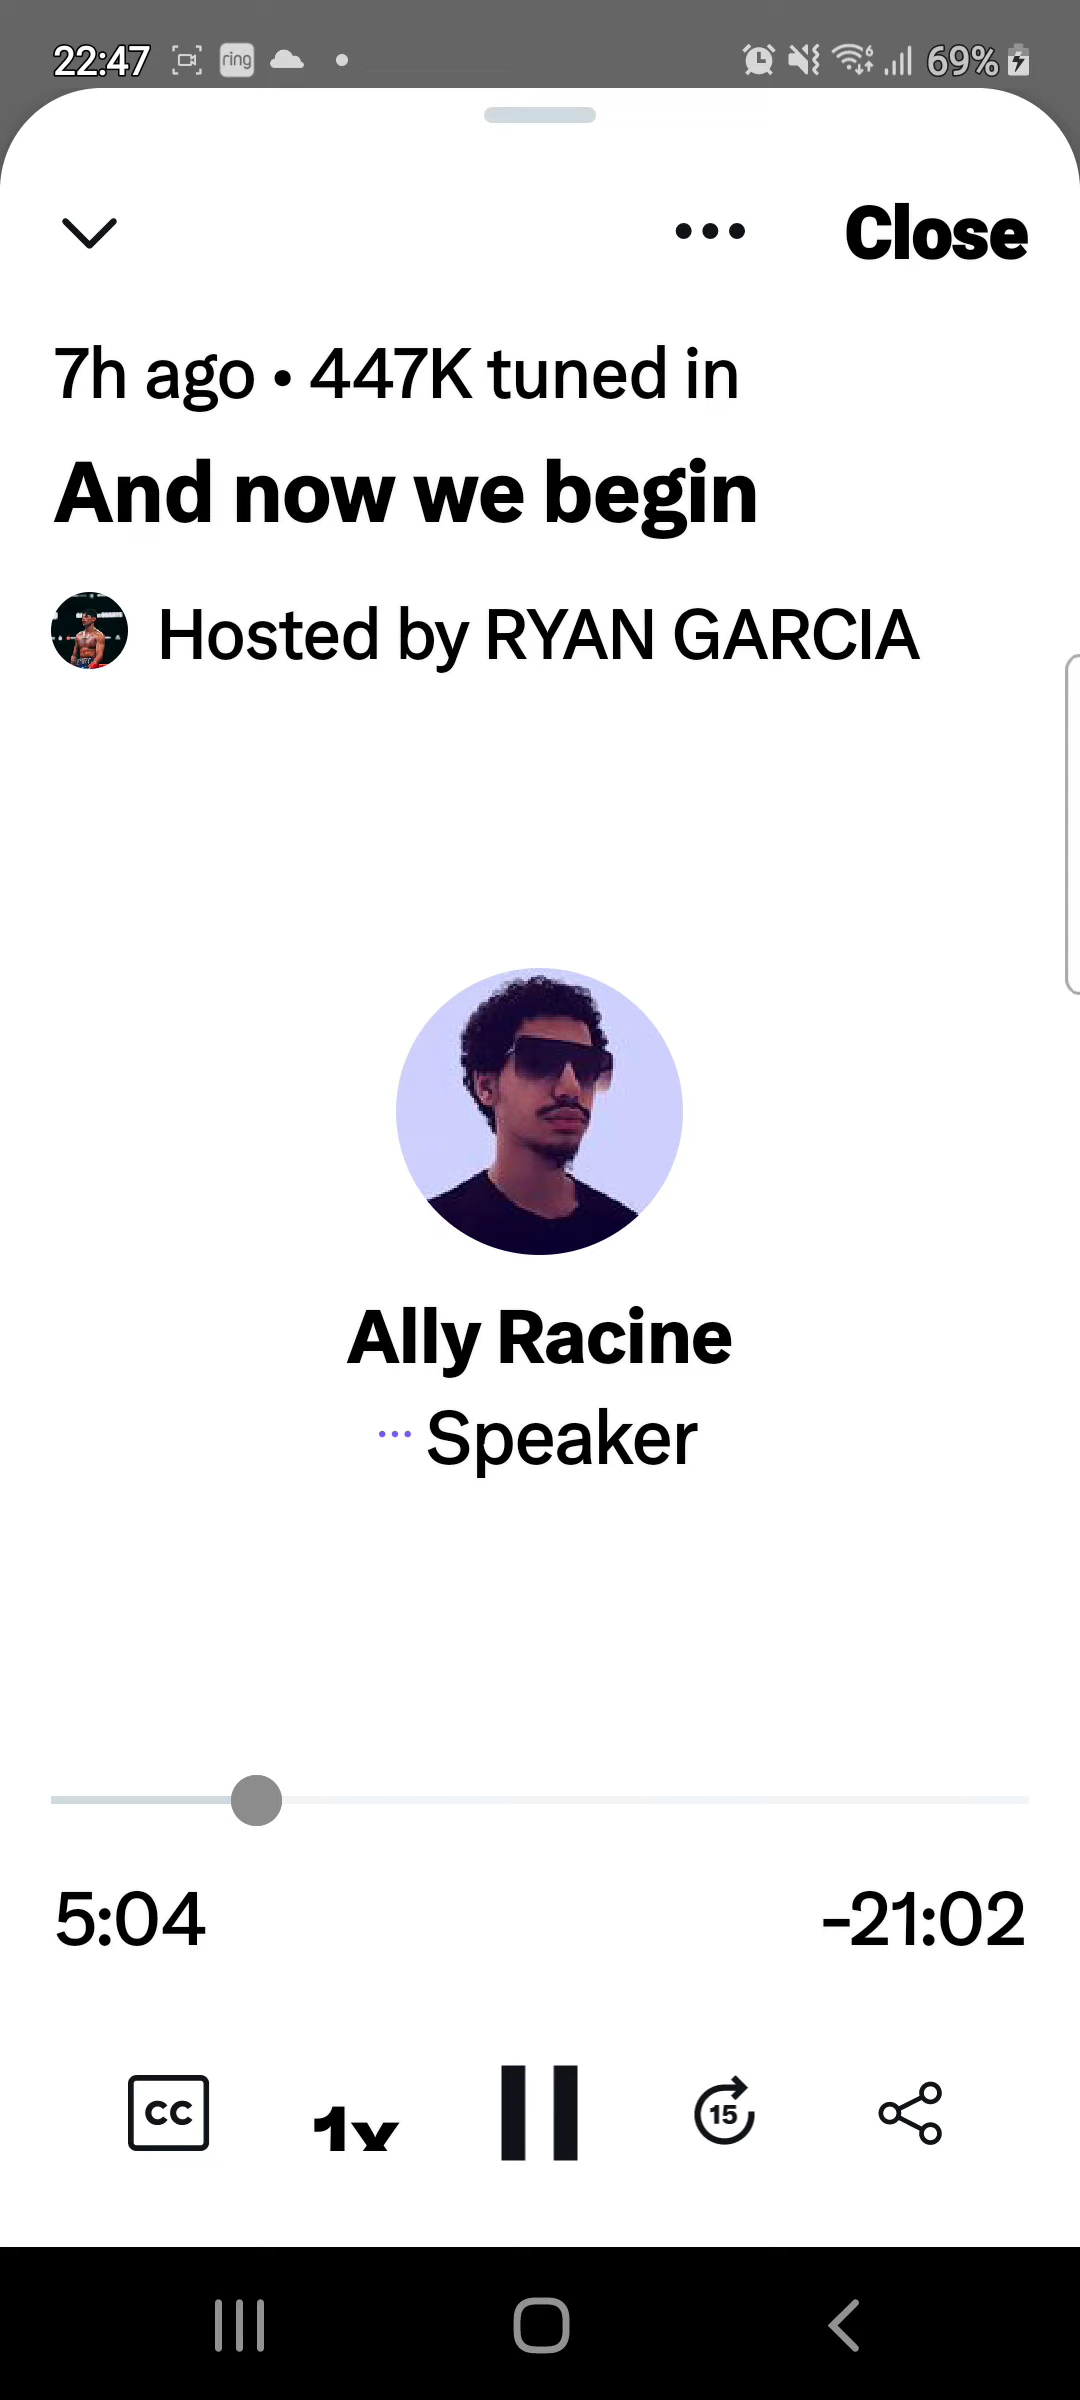 22:47 ring 69%
Close
7h ago • 447K tuned in
And now we begin
Hosted by RYAN GARCIA
Ally Racine
Speaker
5:04 -21:02
CC 1x 15